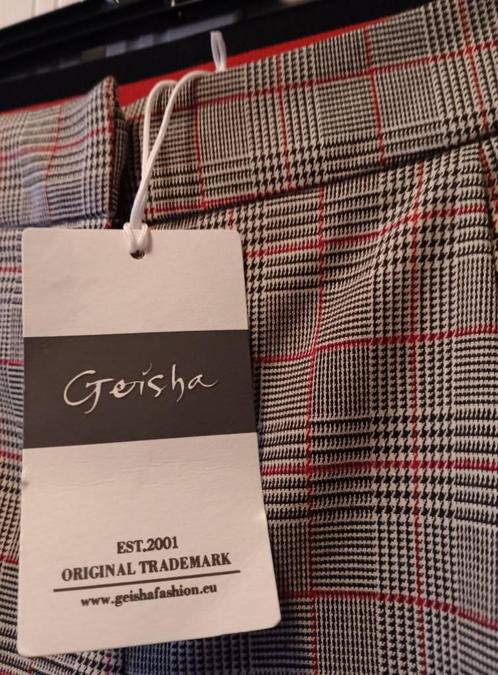 Geisha
EST.2001
ORIGINAL TRADEMARK
www.geishafashion.eu